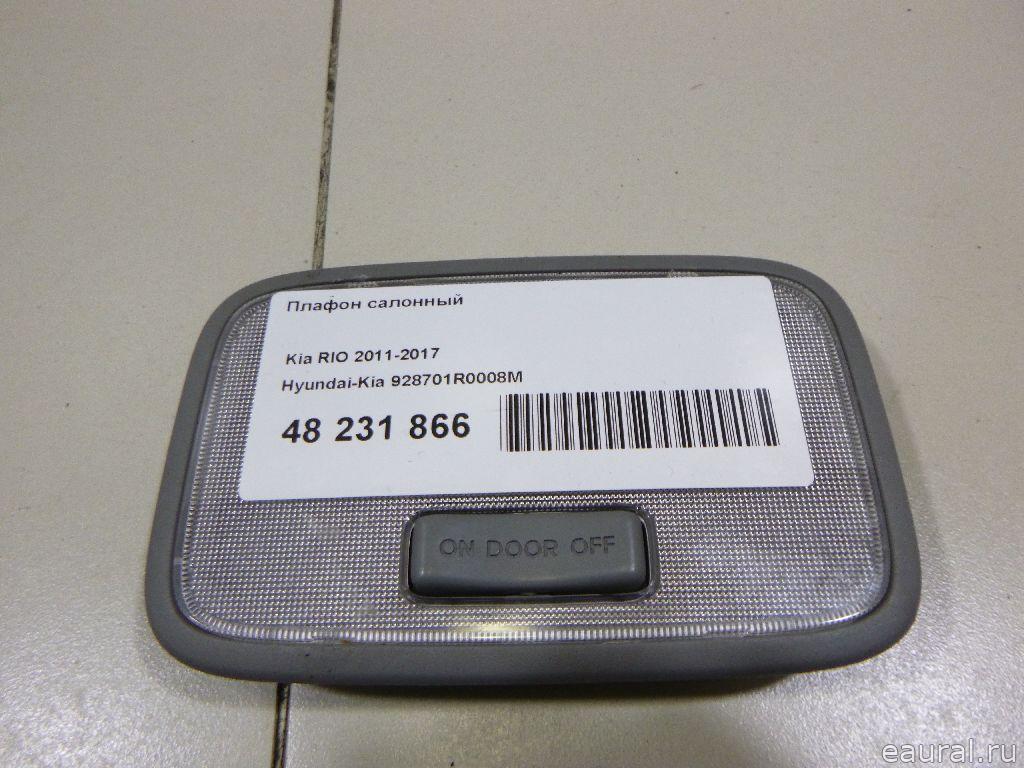 Плафон салонный
Kia RIO 2011-2017
Hyundai-Kia 928701R0008M
48 231 866
ON DOOR OFF
eaural.ru